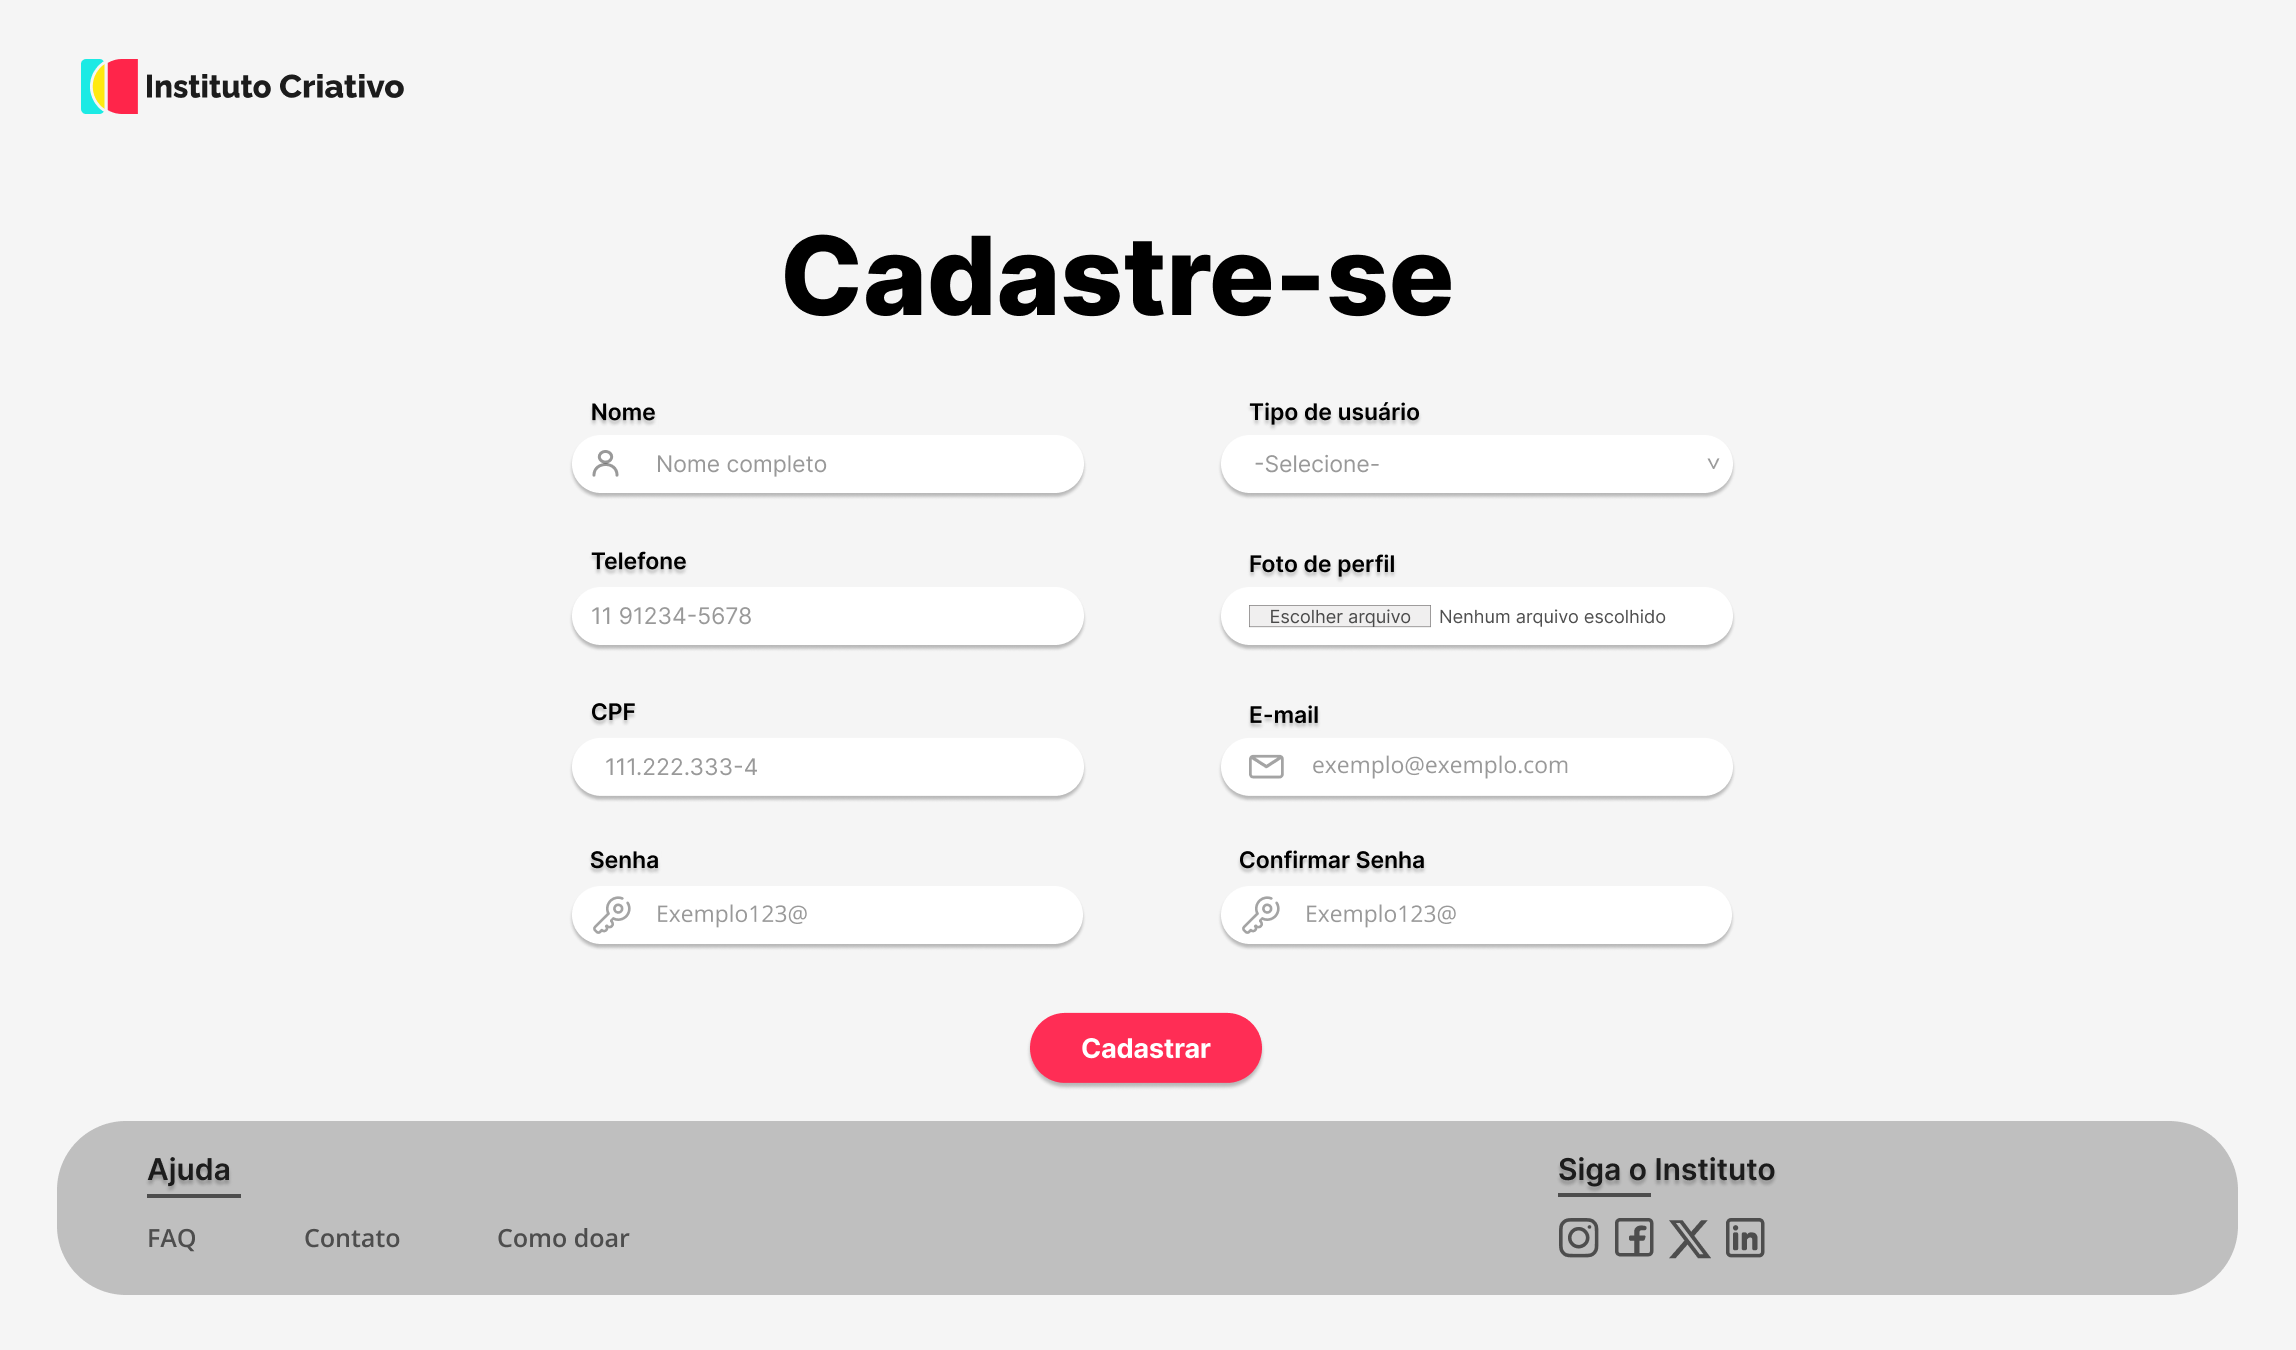 Instituto Criativo
Cadastre-se
Nome
Tipo de usuário
Nome completo
-Selecione-
Telefone
Foto de perfil
11 91234-5678
Escolher arquivo Nenhum arquivo escolhido
CPF
E-mail
111.222.333-4
exemplo@exemplo.com
Senha
Confirmar Senha
Exemplo123@
Exemplo123@
Cadastrar
Ajuda
Siga o Instituto
FAQ
Contato
Como doar